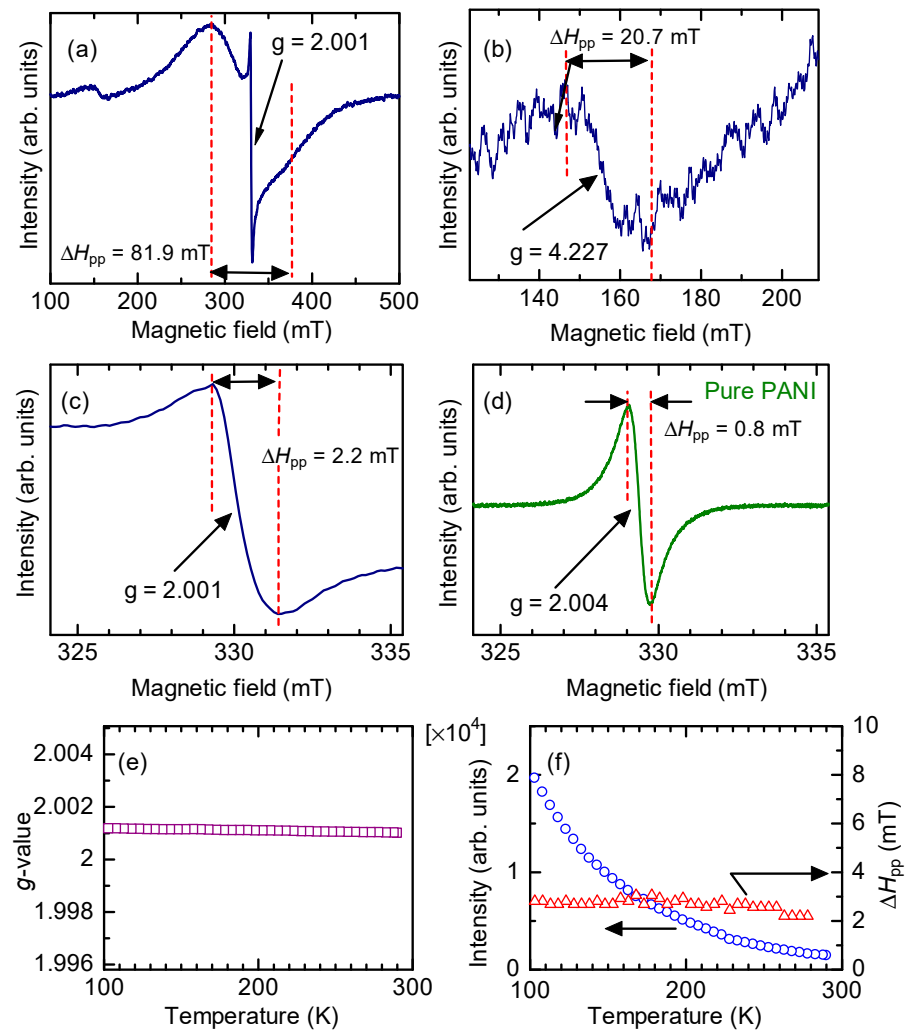 (a)
g = 2.001
ΔHpp = 81.9 mT
Intensity (arb. units)
100 200 300 400 500
Magnetic field (mT)
(b)
ΔHpp = 20.7 mT
g = 4.227
Intensity (arb. units)
140 160 180 200
Magnetic field (mT)
(c)
ΔHpp = 2.2 mT
g = 2.001
Intensity (arb. units)
325 330 335
Magnetic field (mT)
(d)
Pure PANI
ΔHpp = 0.8 mT
g = 2.004
Intensity (arb. units)
325 330 335
Magnetic field (mT)
(e)
2.004
2.001
2
1.998
1.996
g-value
100 200 300
Temperature (K)
[×10⁴]
(f)
2
1
0
Intensity (arb. units)
10
8
6
4
2
0
ΔHpp (mT)
100 200 300
Temperature (K)